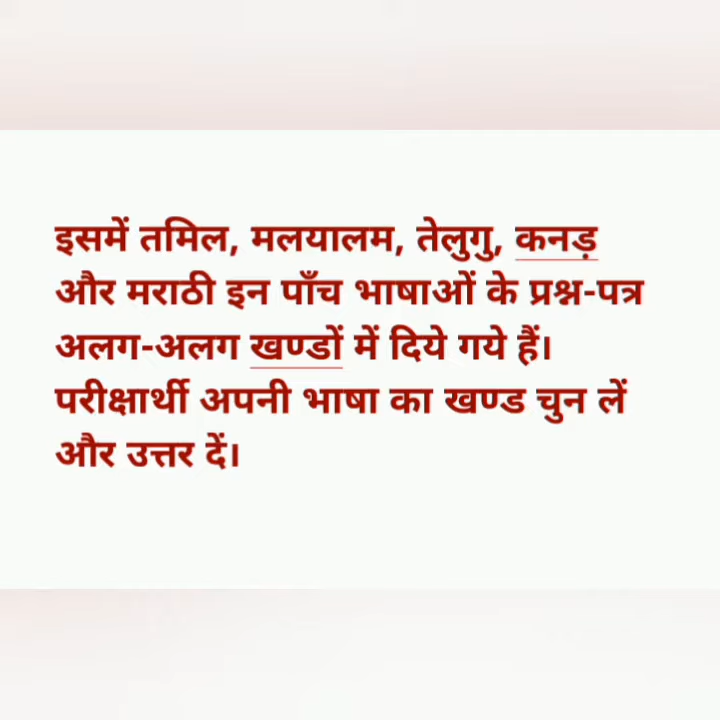 इसमें तमिल, मलयालम, तेलुगु, कनड़
और मराठी इन पाँच भाषाओं के प्रश्न-पत्र
अलग-अलग खण्डों में दिये गये हैं।
परीक्षार्थी अपनी भाषा का खण्ड चुन लें
और उत्तर दें।